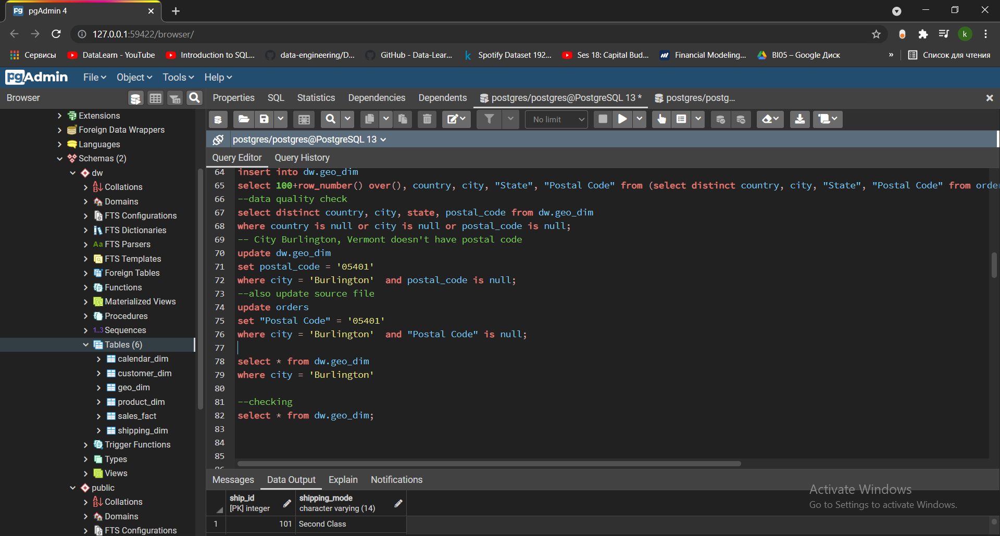 pgAdmin 4
127.0.0.1:59422/browser/
k
Сервисы
DataLearn - YouTube
Introduction to SQL...
data-engineering/D...
GitHub - Data-Lear...
Spotify Dataset 192...
Ses 18: Capital Bud...
Financial Modeling...
BI05 – Google Диск
»
Список для чтения
pgAdmin
File
Object
Tools
Help
Browser
Properties
SQL
Statistics
Dependencies
Dependents
postgres/postgres@PostgreSQL 13 *
postgres/postg...
No limit
postgres/postgres@PostgreSQL 13
Query Editor
Query History
Extensions
Foreign Data Wrappers
Languages
Schemas (2)
dw
Collations
Domains
FTS Configurations
FTS Dictionaries
Aa FTS Parsers
FTS Templates
Foreign Tables
Functions
Materialized Views
Procedures
1..3 Sequences
Tables (6)
calendar_dim
customer_dim
geo_dim
product_dim
sales_fact
shipping_dim
Trigger Functions
Types
Views
public
Collations
Domains
FTS Configurations
64 insert into dw.geo_dim
65 select 100+row_number() over(), country, city, "State", "Postal Code" from (select distinct country, city, "State", "Postal Code" from order
66 --data quality check
67 select distinct country, city, state, postal_code from dw.geo_dim
68 where country is null or city is null or postal_code is null;
69 -- City Burlington, Vermont doesn't have postal code
70 update dw.geo_dim
71 set postal_code = '05401'
72 where city = 'Burlington'  and postal_code is null;
73 --also update source file
74 update orders
75 set "Postal Code" = '05401'
76 where city = 'Burlington'  and "Postal Code" is null;
77
78 select * from dw.geo_dim
79 where city = 'Burlington'
80
81 --checking
82 select * from dw.geo_dim;
83
84
85
Messages
Data Output
Explain
Notifications
ship_id
[PK] integer
shipping_mode
character varying (14)
1 101 Second Class
Activate Windows
Go to Settings to activate Windows.